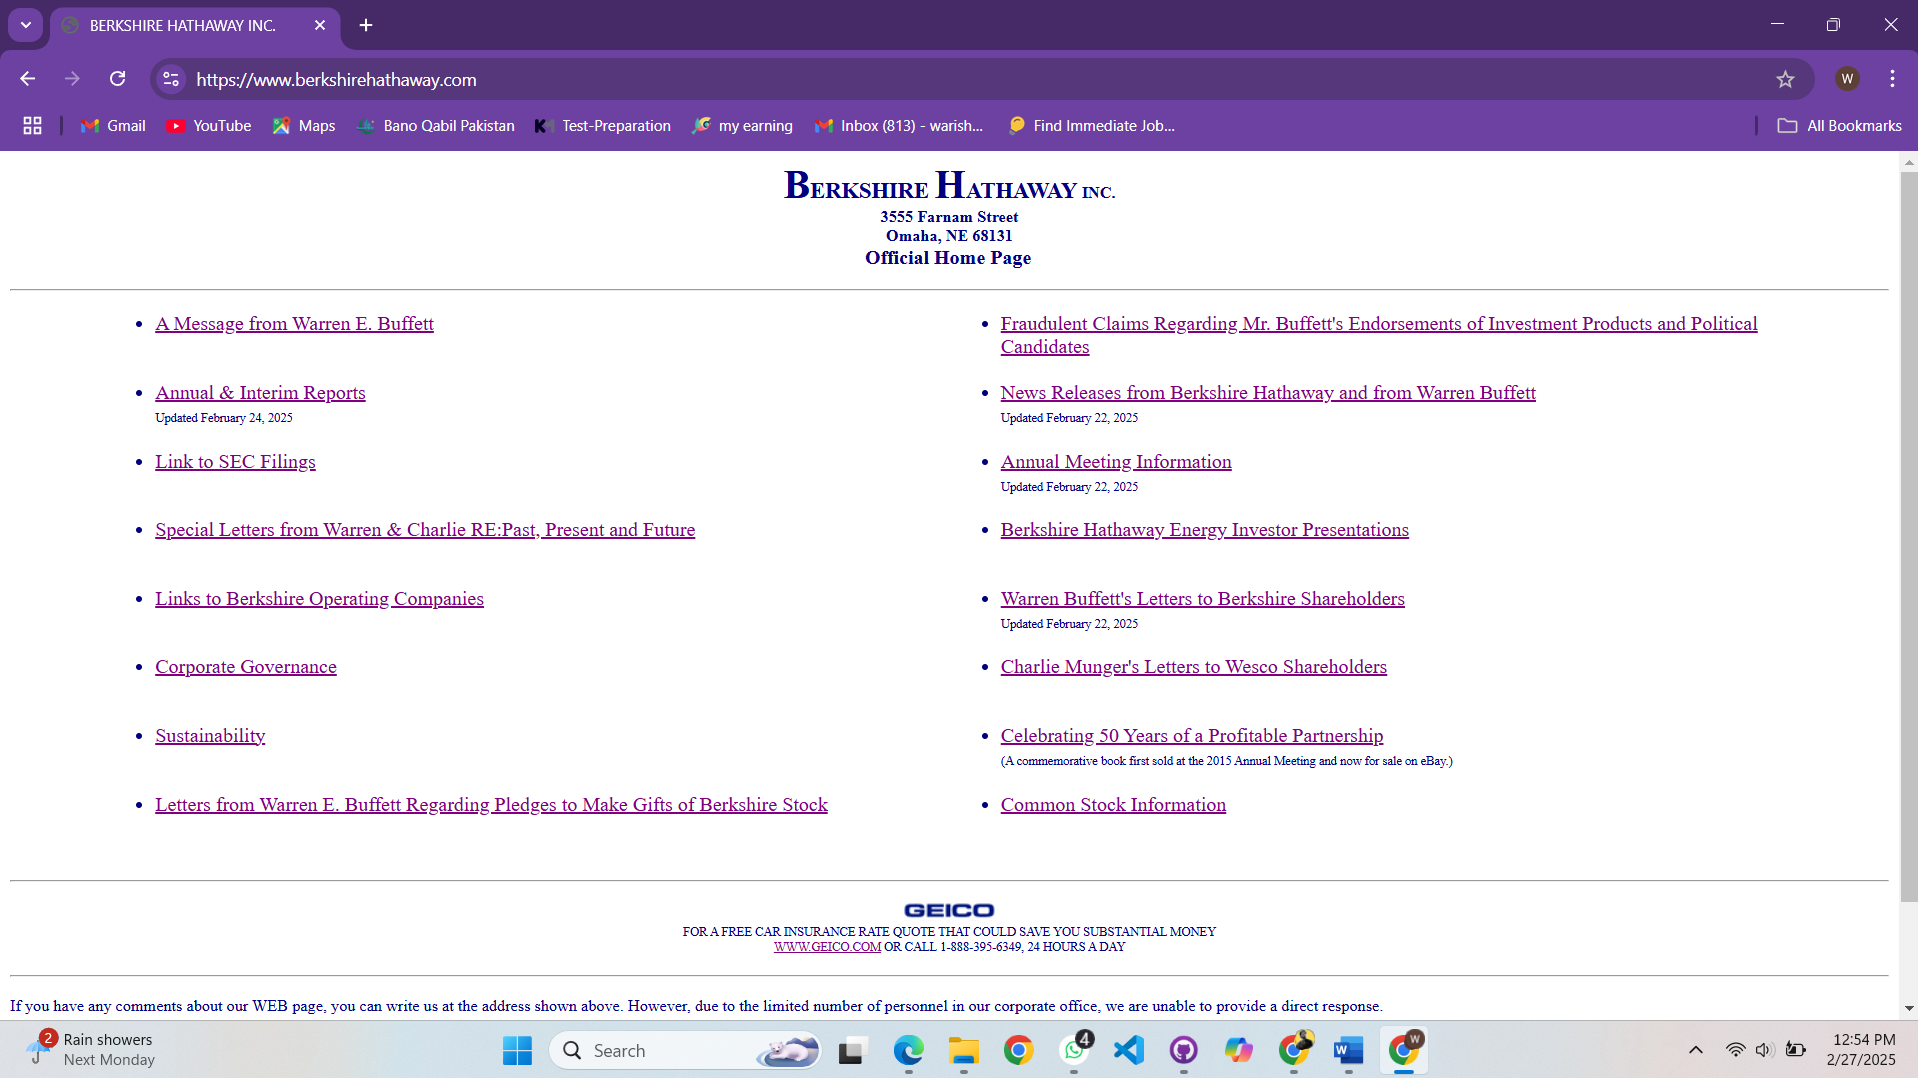 BERKSHIRE HATHAWAY INC.
https://www.berkshirehathaway.com
W
Gmail
YouTube
Maps
Bano Qabil Pakistan
Test-Preparation
my earning
Inbox (813) - warish...
Find Immediate Job...
All Bookmarks
BERKSHIRE HATHAWAY INC.
3555 Farnam Street
Omaha, NE 68131
Official Home Page
A Message from Warren E. Buffett
Fraudulent Claims Regarding Mr. Buffett's Endorsements of Investment Products and Political
Candidates
Annual & Interim Reports
Updated February 24, 2025
News Releases from Berkshire Hathaway and from Warren Buffett
Updated February 22, 2025
Link to SEC Filings
Annual Meeting Information
Updated February 22, 2025
Special Letters from Warren & Charlie RE:Past, Present and Future
Berkshire Hathaway Energy Investor Presentations
Links to Berkshire Operating Companies
Warren Buffett's Letters to Berkshire Shareholders
Updated February 22, 2025
Corporate Governance
Charlie Munger's Letters to Wesco Shareholders
Sustainability
Celebrating 50 Years of a Profitable Partnership
(A commemorative book first sold at the 2015 Annual Meeting and now for sale on eBay.)
Letters from Warren E. Buffett Regarding Pledges to Make Gifts of Berkshire Stock
Common Stock Information
GEICO
FOR A FREE CAR INSURANCE RATE QUOTE THAT COULD SAVE YOU SUBSTANTIAL MONEY
WWW.GEICO.COM OR CALL 1-888-395-6349, 24 HOURS A DAY
If you have any comments about our WEB page, you can write us at the address shown above. However, due to the limited number of personnel in our corporate office, we are unable to provide a direct response.
2
Rain showers
Next Monday
Search
4
W
W
12:54 PM
2/27/2025